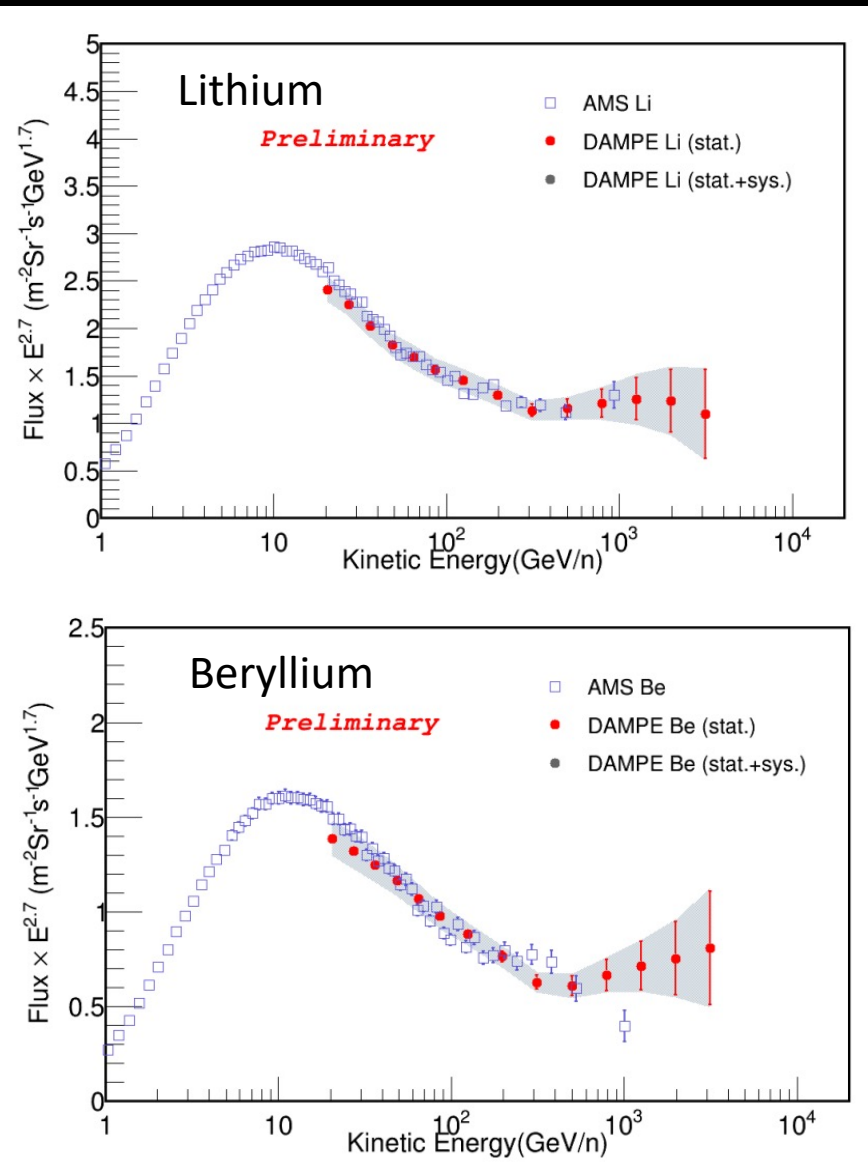 Lithium
Preliminary
AMS Li
DAMPE Li (stat.)
DAMPE Li (stat.+sys.)
Flux × E^2.7 (m^-2Sr^-1s^-1GeV^1.7)
5
4.5
4
3.5
3
2.5
2
1.5
1
0.5
0
1 10 10^2 10^3 10^4
Kinetic Energy(GeV/n)
Beryllium
Preliminary
AMS Be
DAMPE Be (stat.)
DAMPE Be (stat.+sys.)
Flux × E^2.7 (m^-2Sr^-1s^-1GeV^1.7)
2.5
2
1.5
1
0.5
0
1 10 10^2 10^3 10^4
Kinetic Energy(GeV/n)